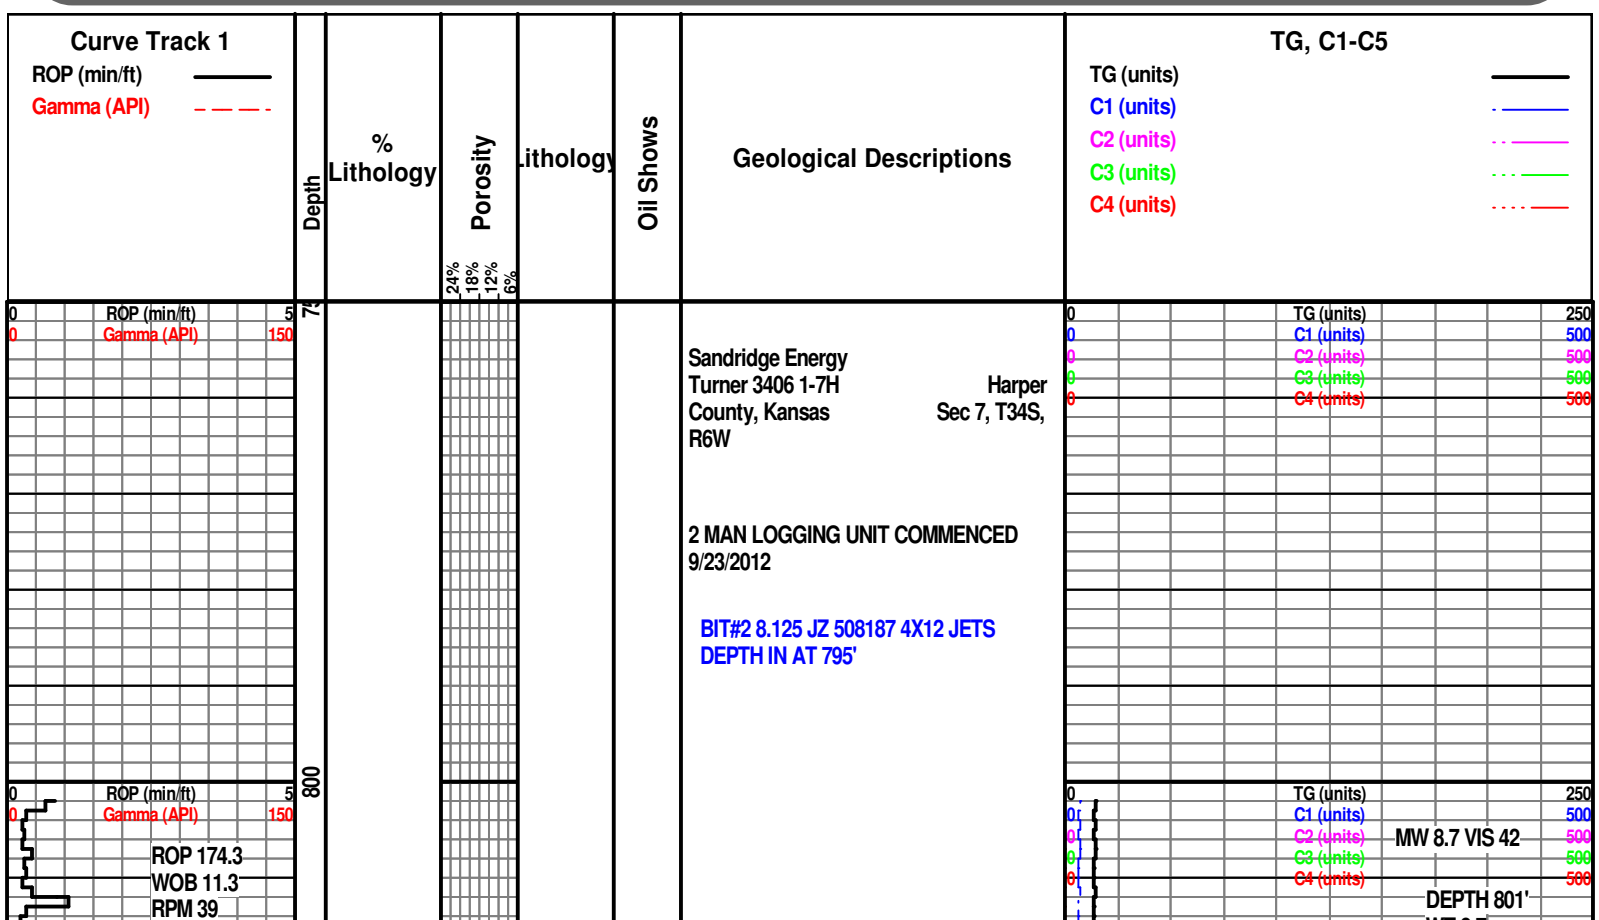 Curve Track 1
ROP (min/ft)
Gamma (API)
Depth
% Lithology
Porosity
24%
18%
12%
6%
Lithology
Oil Shows
Geological Descriptions
TG, C1-C5
TG (units)
C1 (units)
C2 (units)
C3 (units)
C4 (units)
0 ROP (min/ft) 5
0 Gamma (API) 150
0 TG (units) 250
0 C1 (units) 500
0 C2 (units) 500
0 C3 (units) 500
0 C4 (units) 500
Sandridge Energy
Turner 3406 1-7H Harper
County, Kansas Sec 7, T34S,
R6W
2 MAN LOGGING UNIT COMMENCED
9/23/2012
BIT#2 8.125 JZ 508187 4X12 JETS
DEPTH IN AT 795'
800
0 ROP (min/ft) 5
0 Gamma (API) 150
ROP 174.3
WOB 11.3
RPM 39
0 TG (units) 250
0 C1 (units) 500
0 C2 (units) 500
MW 8.7 VIS 42
0 C3 (units) 500
0 C4 (units) 500
DEPTH 801'